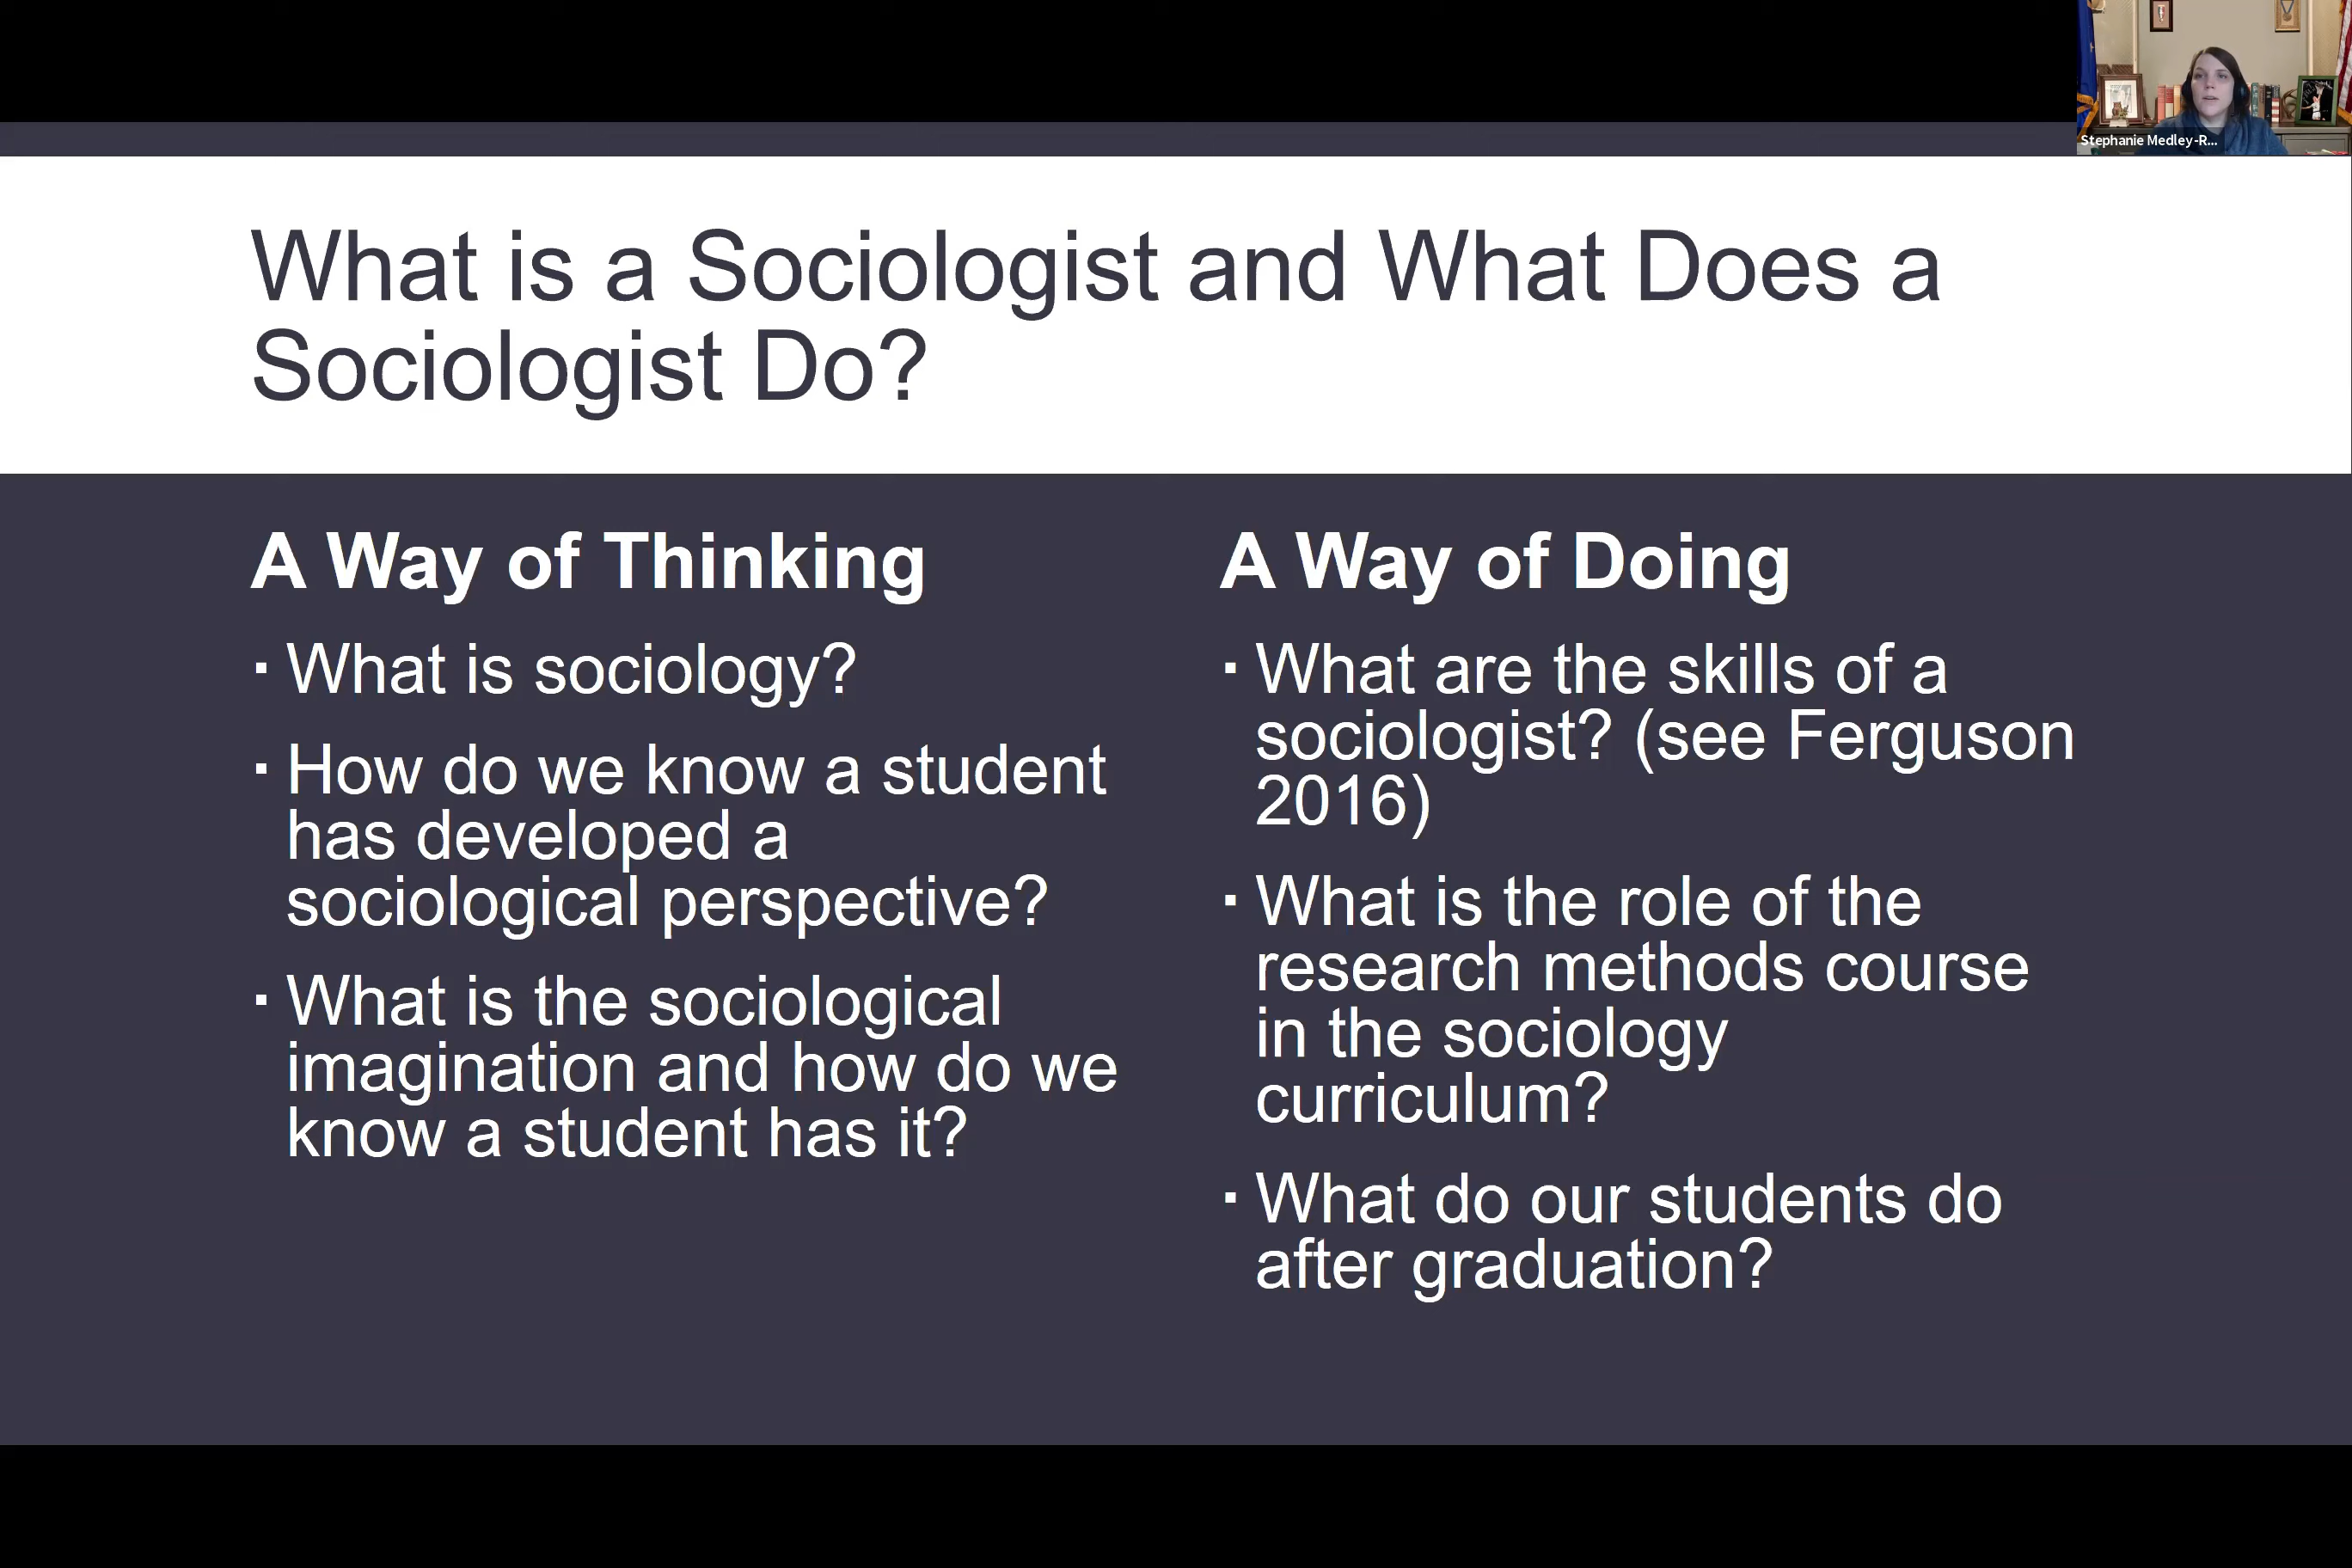 Stephanie Medley-R...
What is a Sociologist and What Does a
Sociologist Do?
A Way of Thinking
▪ What is sociology?
▪ How do we know a student
has developed a
sociological perspective?
▪ What is the sociological
imagination and how do we
know a student has it?
A Way of Doing
▪ What are the skills of a
sociologist? (see Ferguson
2016)
▪ What is the role of the
research methods course
in the sociology
curriculum?
▪ What do our students do
after graduation?